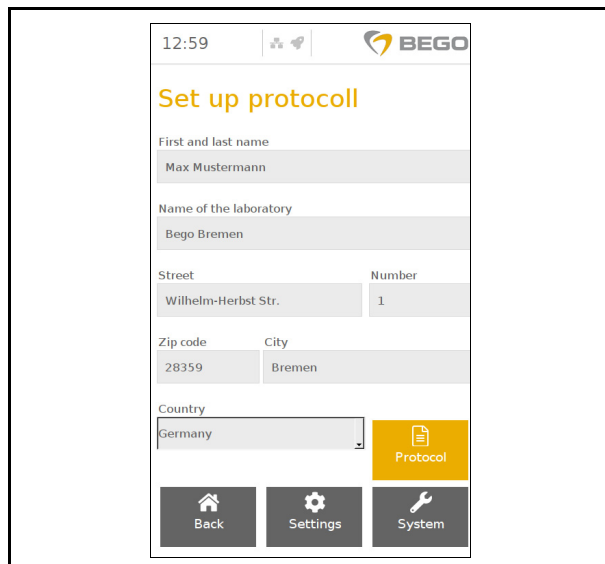 12:59 BEGO
Set up protocoll
First and last name
Max Mustermann
Name of the laboratory
Bego Bremen
Street Number
Wilhelm-Herbst Str. 1
Zip code City
28359 Bremen
Country
Germany
Protocol
Back Settings System